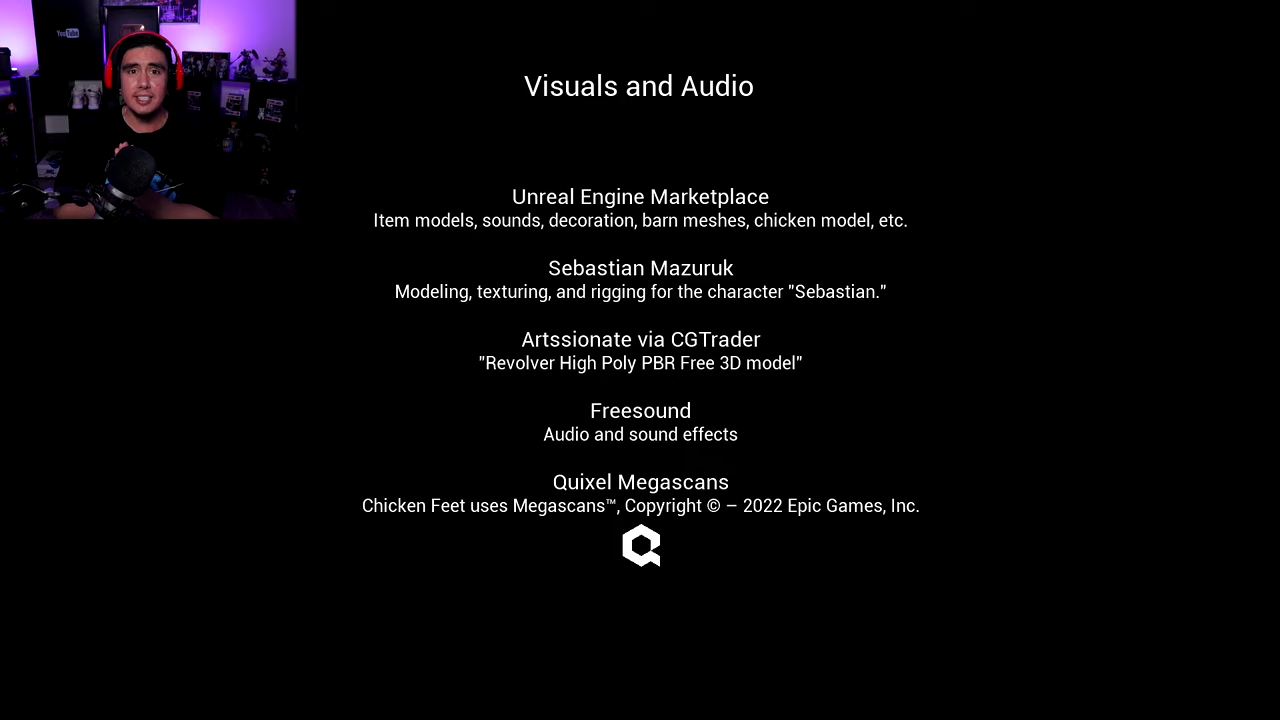 YouTube
Visuals and Audio
Unreal Engine Marketplace
Item models, sounds, decoration, barn meshes, chicken model, etc.
Sebastian Mazuruk
Modeling, texturing, and rigging for the character "Sebastian."
Artssionate via CGTrader
"Revolver High Poly PBR Free 3D model"
Freesound
Audio and sound effects
Quixel Megascans
Chicken Feet uses Megascans™, Copyright © – 2022 Epic Games, Inc.